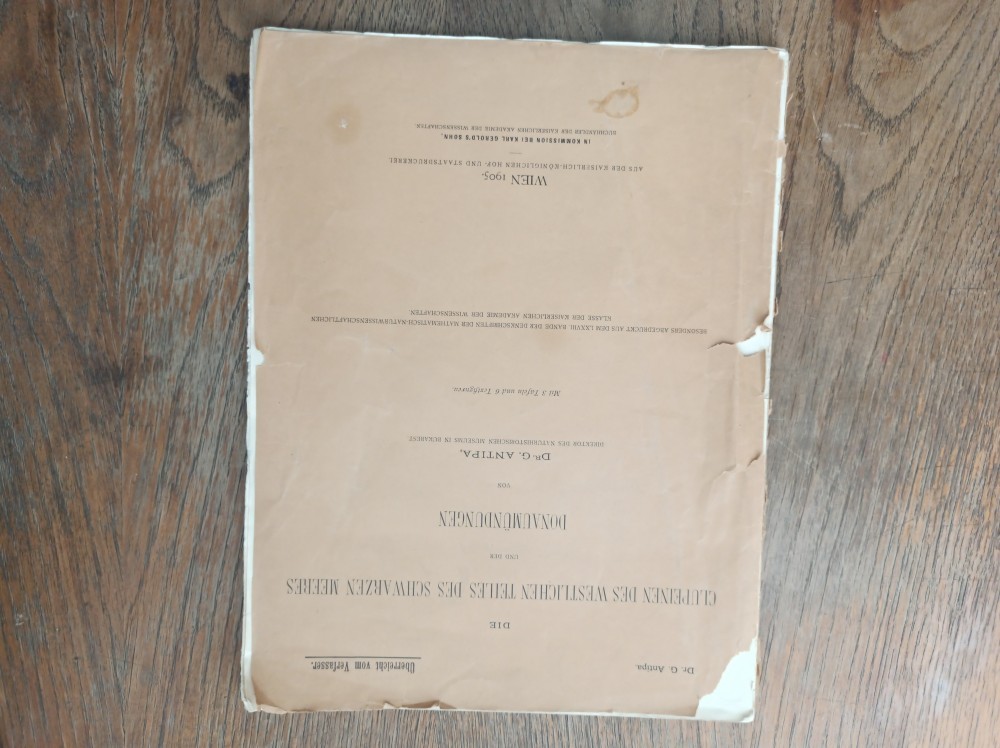 Dr. G. Antipa.
Überreicht vom Verfasser.
DIE
CLUPEINEN DES WESTLICHEN TEILES DES SCHWARZEN MEERES
UND DER
DONAUMÜNDUNGEN
VON
DR. G. ANTIPA,
DIREKTOR DES NATURHISTORISCHEN MUSEUMS IN BUKAREST
Mit 3 Tafeln und 6 Textfiguren.
BESONDERS ABGEDRUCKT AUS DEM LXXVIII. BANDE DER DENKSCHRIFTEN DER MATHEMATISCH-NATURWISSENSCHAFTLICHEN
CLASSE DER KAISERLICHEN AKADEMIE DER WISSENSCHAFTEN.
WIEN 1905.
AUS DER KAISERLICH-KÖNIGLICHEN HOF- UND STAATSDRUCKEREI
IN KOMMISSION BEI KARL GEROLD'S SOHN,
BUCHHÄNDLER DER KAISERLICHEN AKADEMIE DER WISSENSCHAFTEN.